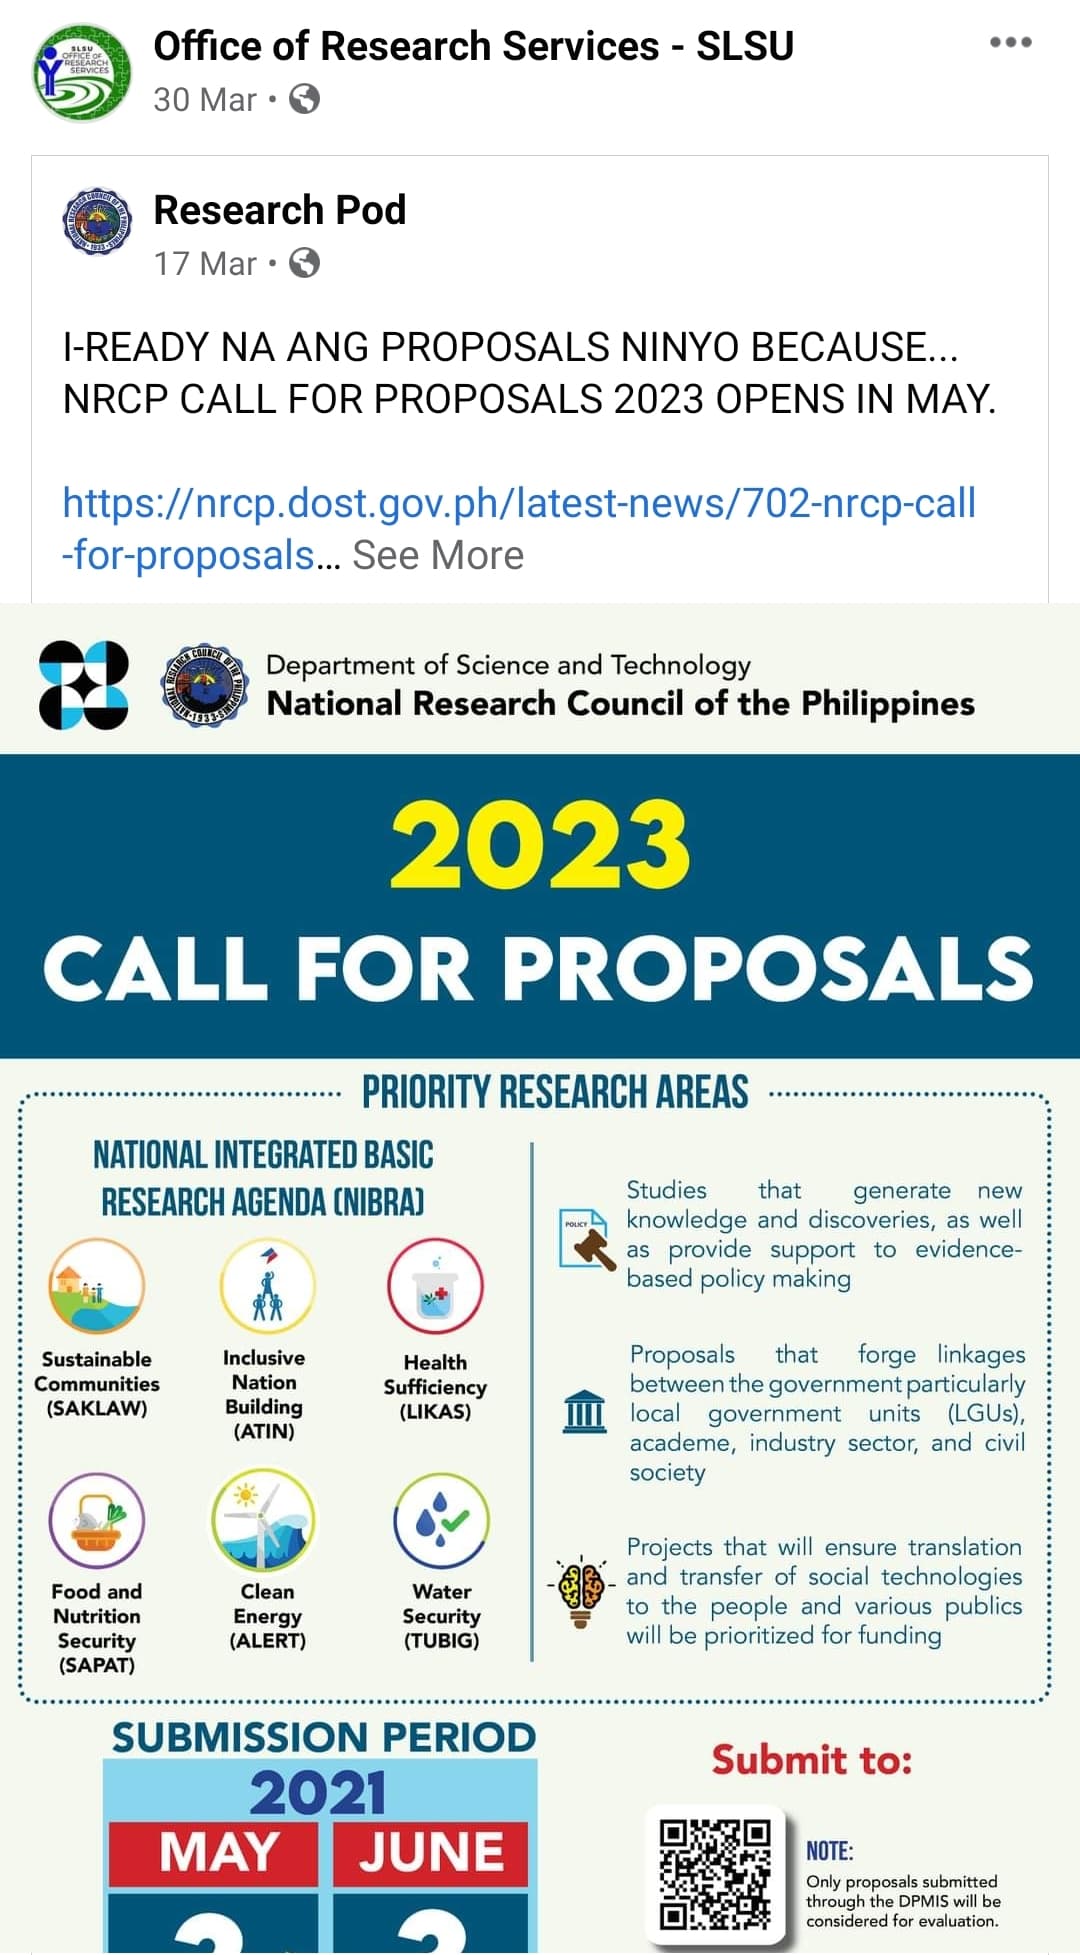 SLSU
OFFICE OF
RESEARCH
SERVICES
Office of Research Services - SLSU
30 Mar •
Research Pod
17 Mar •
I-READY NA ANG PROPOSALS NINYO BECAUSE...
NRCP CALL FOR PROPOSALS 2023 OPENS IN MAY.
https://nrcp.dost.gov.ph/latest-news/702-nrcp-call
-for-proposals... See More
Department of Science and Technology
National Research Council of the Philippines
2023
CALL FOR PROPOSALS
PRIORITY RESEARCH AREAS
NATIONAL INTEGRATED BASIC
RESEARCH AGENDA (NIBRA)
Sustainable
Communities
(SAKLAW)
Inclusive
Nation
Building
(ATIN)
Health
Sufficiency
(LIKAS)
Food and
Nutrition
Security
(SAPAT)
Clean
Energy
(ALERT)
Water
Security
(TUBIG)
POLICY
Studies that generate new
knowledge and discoveries, as well
as provide support to evidence-
based policy making
Proposals that forge linkages
between the government particularly
local government units (LGUs),
academe, industry sector, and civil
society
Projects that will ensure translation
and transfer of social technologies
to the people and various publics
will be prioritized for funding
SUBMISSION PERIOD
2021
MAY
JUNE
Submit to:
NOTE:
Only proposals submitted
through the DPMIS will be
considered for evaluation.